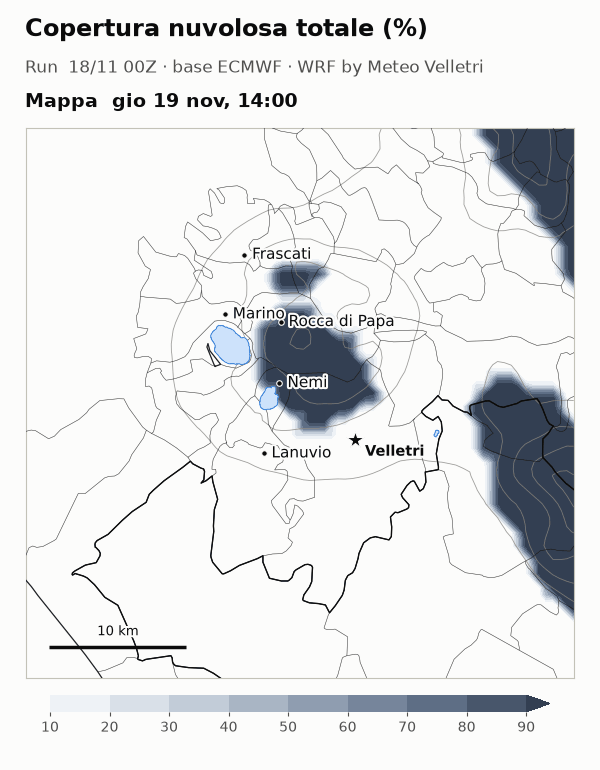 Copertura nuvolosa totale (%)
Run  18/11 00Z · base ECMWF · WRF by Meteo Velletri
Mappa  gio 19 nov, 14:00
Frascati
Marino
Rocca di Papa
Nemi
Velletri
Lanuvio
10 km
10 20 30 40 50 60 70 80 90